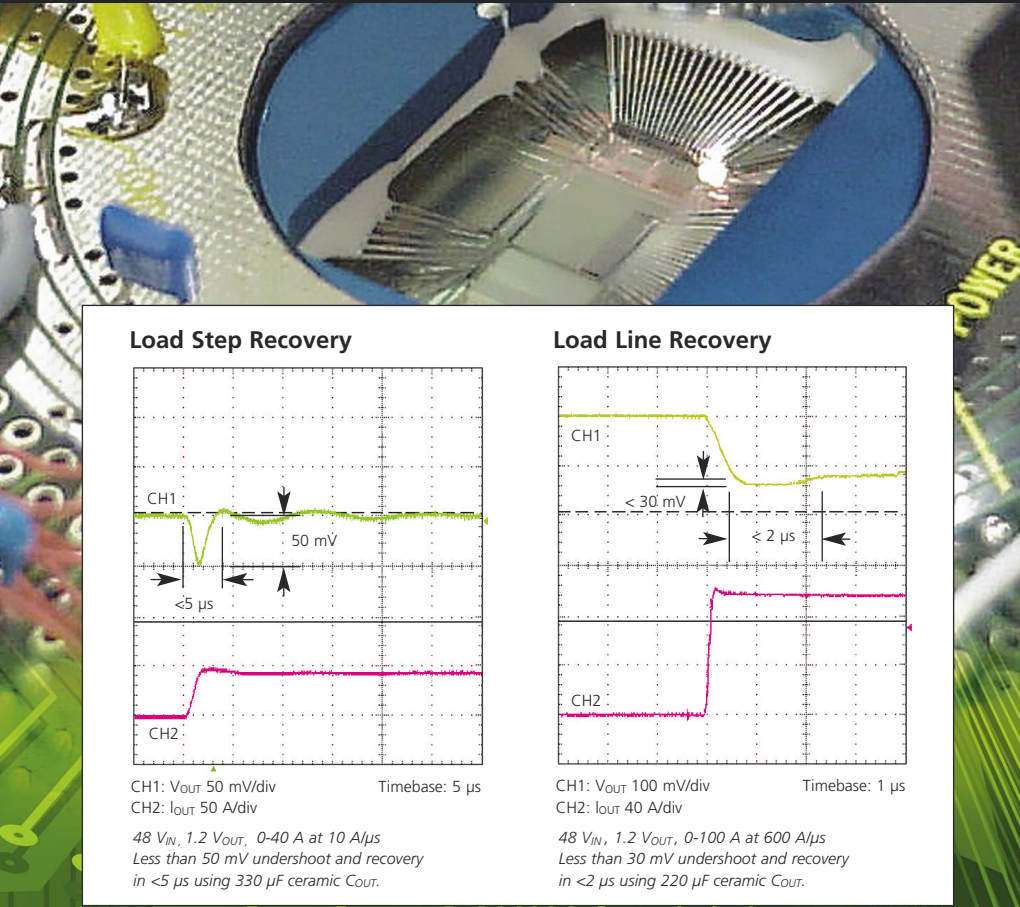 POWER
Load Step Recovery
CH1
50 mV
<5 µs
CH2
CH1: VOUT 50 mV/div
Timebase: 5 µs
CH2: IOUT 50 A/div
48 VIN, 1.2 VOUT, 0-40 A at 10 A/µs
Less than 50 mV undershoot and recovery
in <5 µs using 330 µF ceramic COUT.
Load Line Recovery
CH1
< 30 mV
< 2 µs
CH2
CH1: VOUT 100 mV/div
Timebase: 1 µs
CH2: IOUT 40 A/div
48 VIN, 1.2 VOUT, 0-100 A at 600 A/µs
Less than 30 mV undershoot and recovery
in <2 µs using 220 µF ceramic COUT.